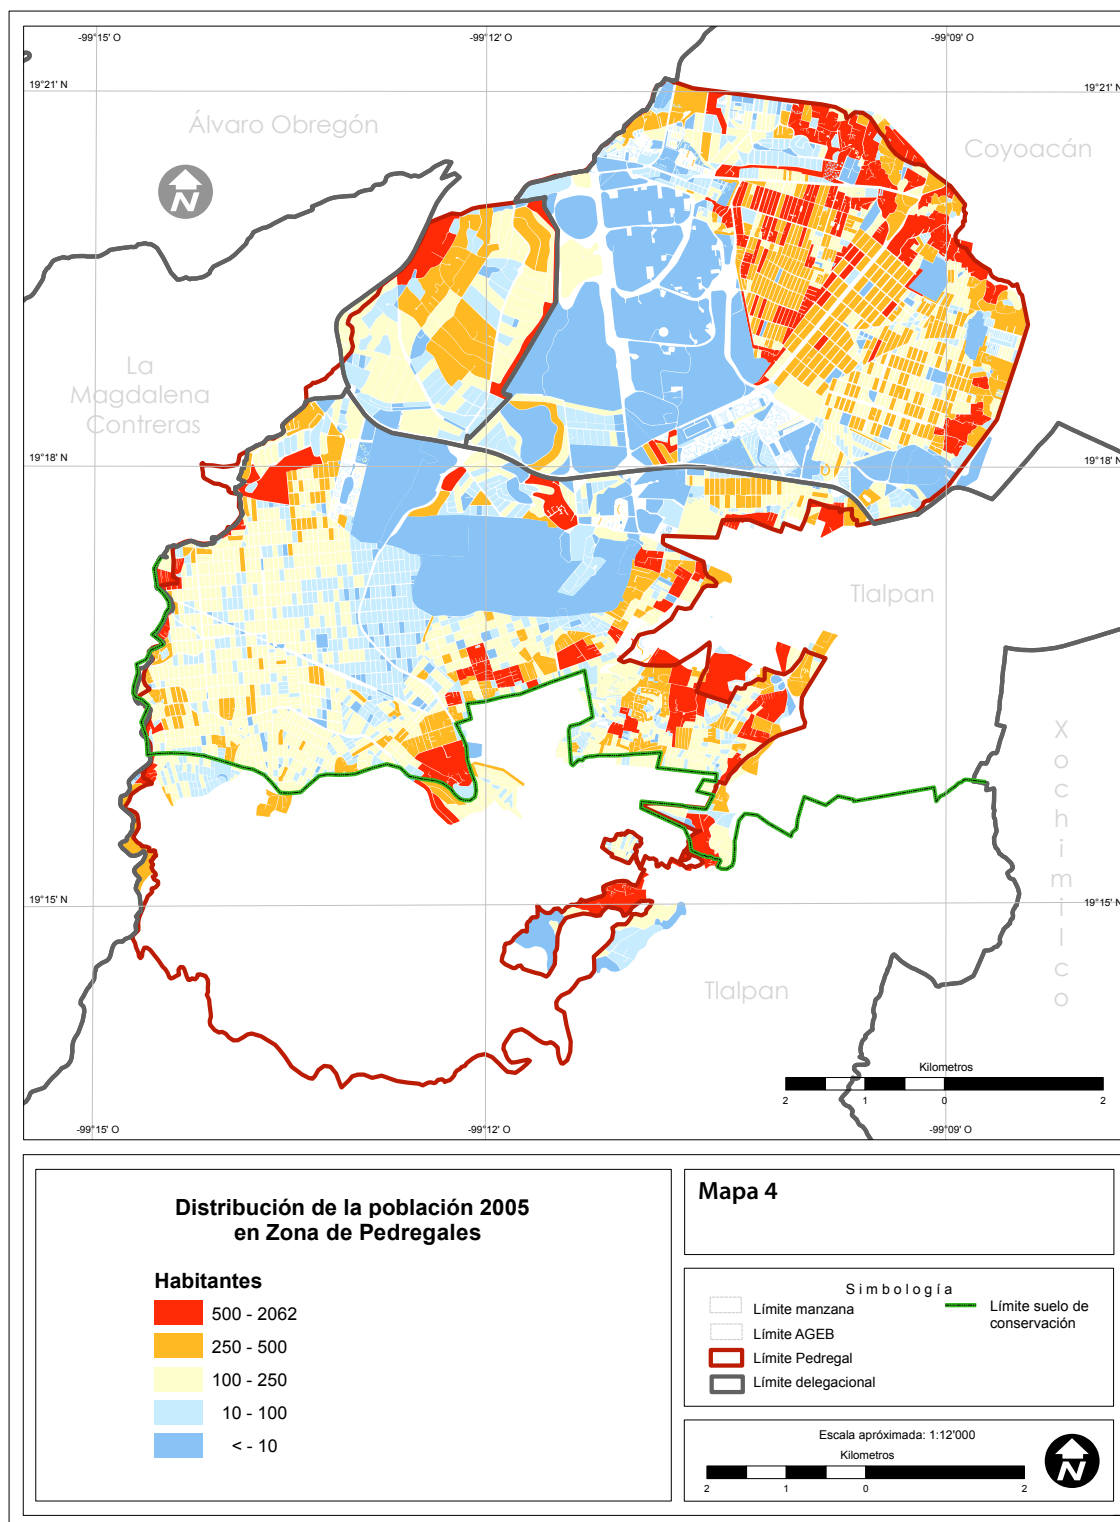 -99°15' O
-99°12' O
-99°09' O
19°21' N
19°21' N
Álvaro Obregón
Coyoacán
N
La
Magdalena
Contreras
19°18' N
19°18' N
Tlalpan
Xochimilco
19°15' N
19°15' N
Tlalpan
Kilometros
2 1 0 2
-99°15' O
-99°12' O
-99°09' O
Distribución de la población 2005
en Zona de Pedregales
Habitantes
500 - 2062
250 - 500
100 - 250
10 - 100
< - 10
Mapa 4
Simbología
Límite manzana
Límite AGEB
Límite Pedregal
Límite delegacional
Límite suelo de
conservación
Escala apróximada: 1:12'000
Kilometros
2 1 0 2
N